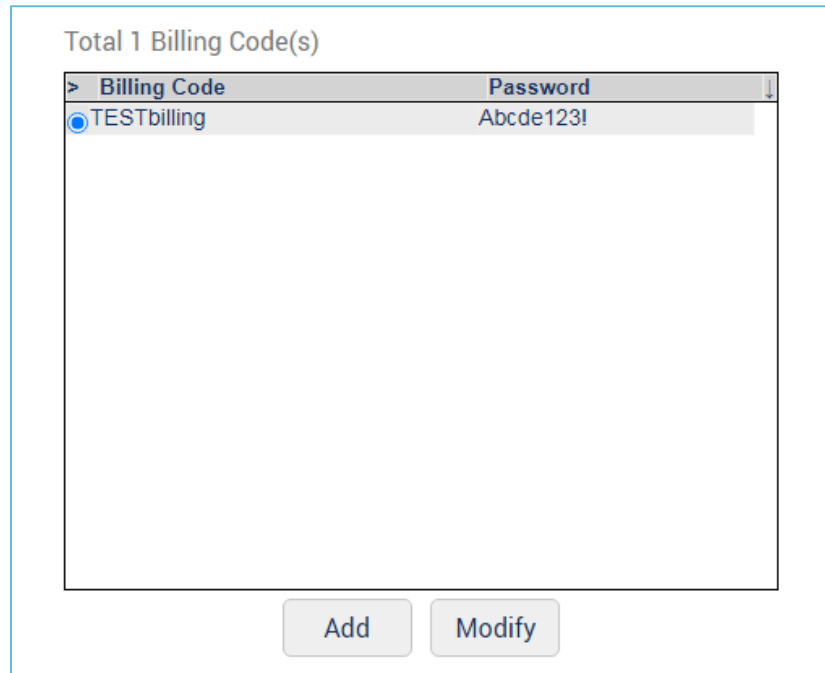 Total 1 Billing Code(s)
> Billing Code Password ↓
TESTbilling Abcde123!
Add Modify